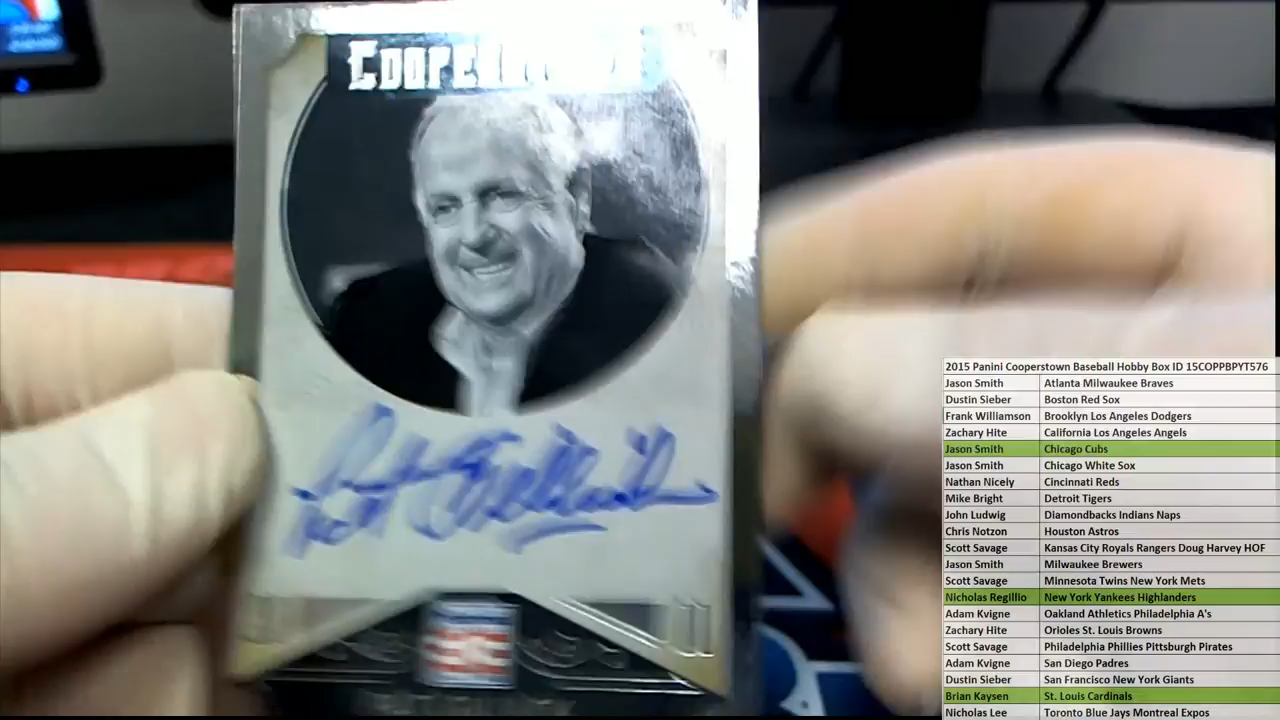 2015 Panini Cooperstown Baseball Hobby Box ID 15COPPBPYT576
Jason Smith Atlanta Milwaukee Braves
Dustin Sieber Boston Red Sox
Frank Williamson Brooklyn Los Angeles Dodgers
Zachary Hite California Los Angeles Angels
Jason Smith Chicago Cubs
Jason Smith Chicago White Sox
Nathan Nicely Cincinnati Reds
Mike Bright Detroit Tigers
John Ludwig Diamondbacks Indians Naps
Chris Notzon Houston Astros
Scott Savage Kansas City Royals Rangers Doug Harvey HOF
Jason Smith Milwaukee Brewers
Scott Savage Minnesota Twins New York Mets
Nicholas Regillio New York Yankees Highlanders
Adam Kvigne Oakland Athletics Philadelphia A's
Zachary Hite Orioles St. Louis Browns
Scott Savage Philadelphia Phillies Pittsburgh Pirates
Adam Kvigne San Diego Padres
Dustin Sieber San Francisco New York Giants
Brian Kaysen St. Louis Cardinals
Nicholas Lee Toronto Blue Jays Montreal Expos